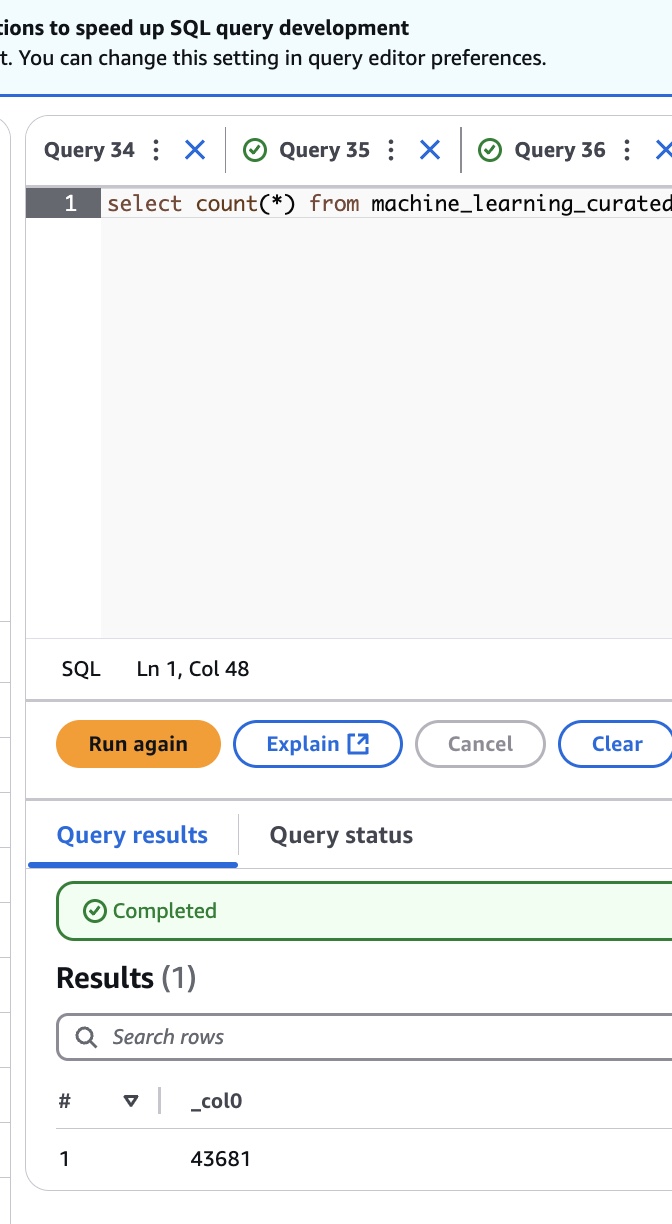 tions to speed up SQL query development
t. You can change this setting in query editor preferences.
Query 34 Query 35 Query 36
1 select count(*) from machine_learning_curated
SQL Ln 1, Col 48
Run again Explain Cancel Clear
Query results Query status
Completed
Results (1)
Search rows
# _col0
1 43681